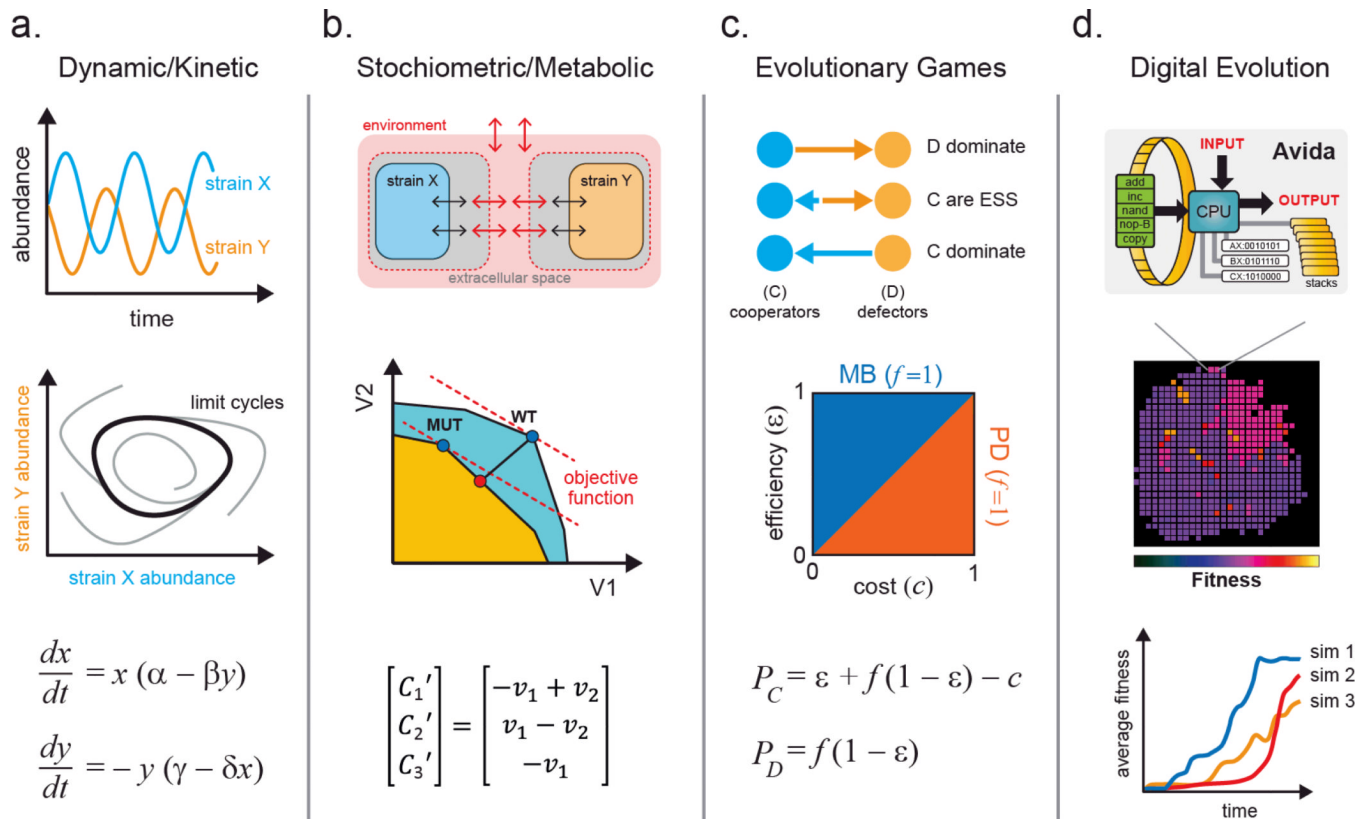 a.
Dynamic/Kinetic
abundance
strain X
strain Y
time
strain Y abundance
limit cycles
strain X abundance
dx/dt = x (α − βy)
dy/dt = − y (γ − δx)
b.
Stochiometric/Metabolic
environment
strain X
strain Y
extracellular space
V2
MUT
WT
objective
function
V1
[C₁′ C₂′ C₃′] = [−v₁ + v₂ v₁ − v₂ −v₁]
c.
Evolutionary Games
D dominate
C are ESS
C dominate
(C)
cooperators
(D)
defectors
MB (f=1)
1
efficiency (ε)
PD (f=1)
0
0
1
cost (c)
P_C = ε + f(1 − ε) − c
P_D = f(1 − ε)
d.
Digital Evolution
INPUT
Avida
add
inc
nand
nop-B
copy
CPU
OUTPUT
AX:0010101
BX:0101110
CX:1010000
stacks
Fitness
average fitness
sim 1
sim 2
sim 3
time